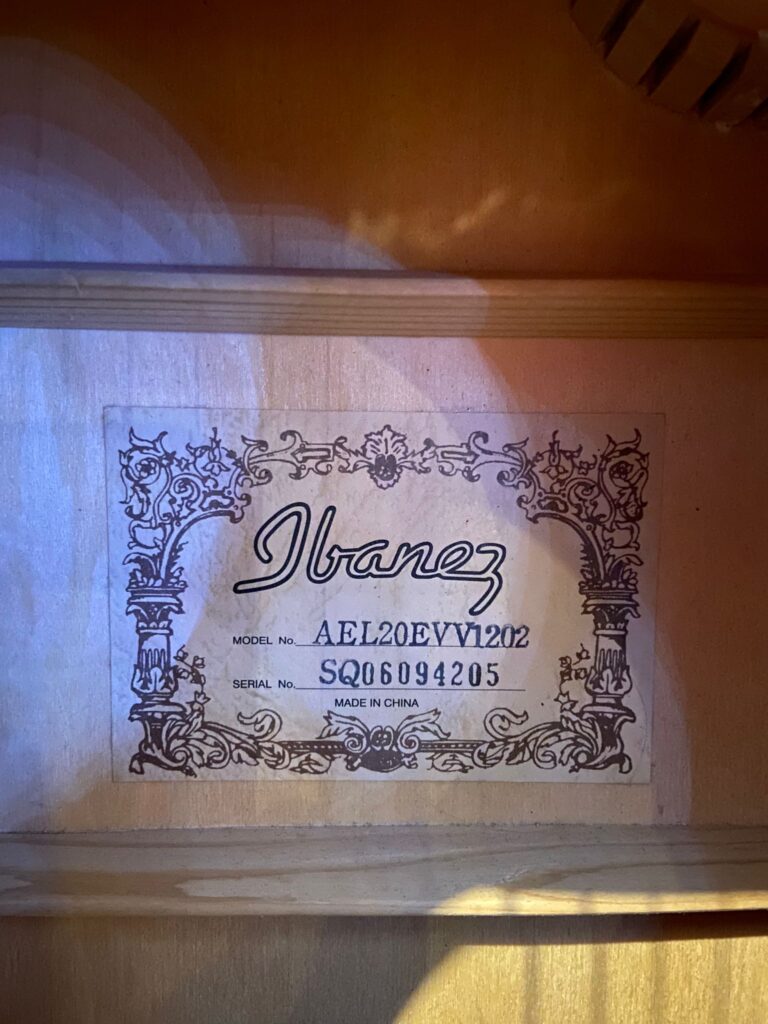 Ibanez
MODEL No. AEL20EVV1202
SERIAL No. SQ06094205
MADE IN CHINA